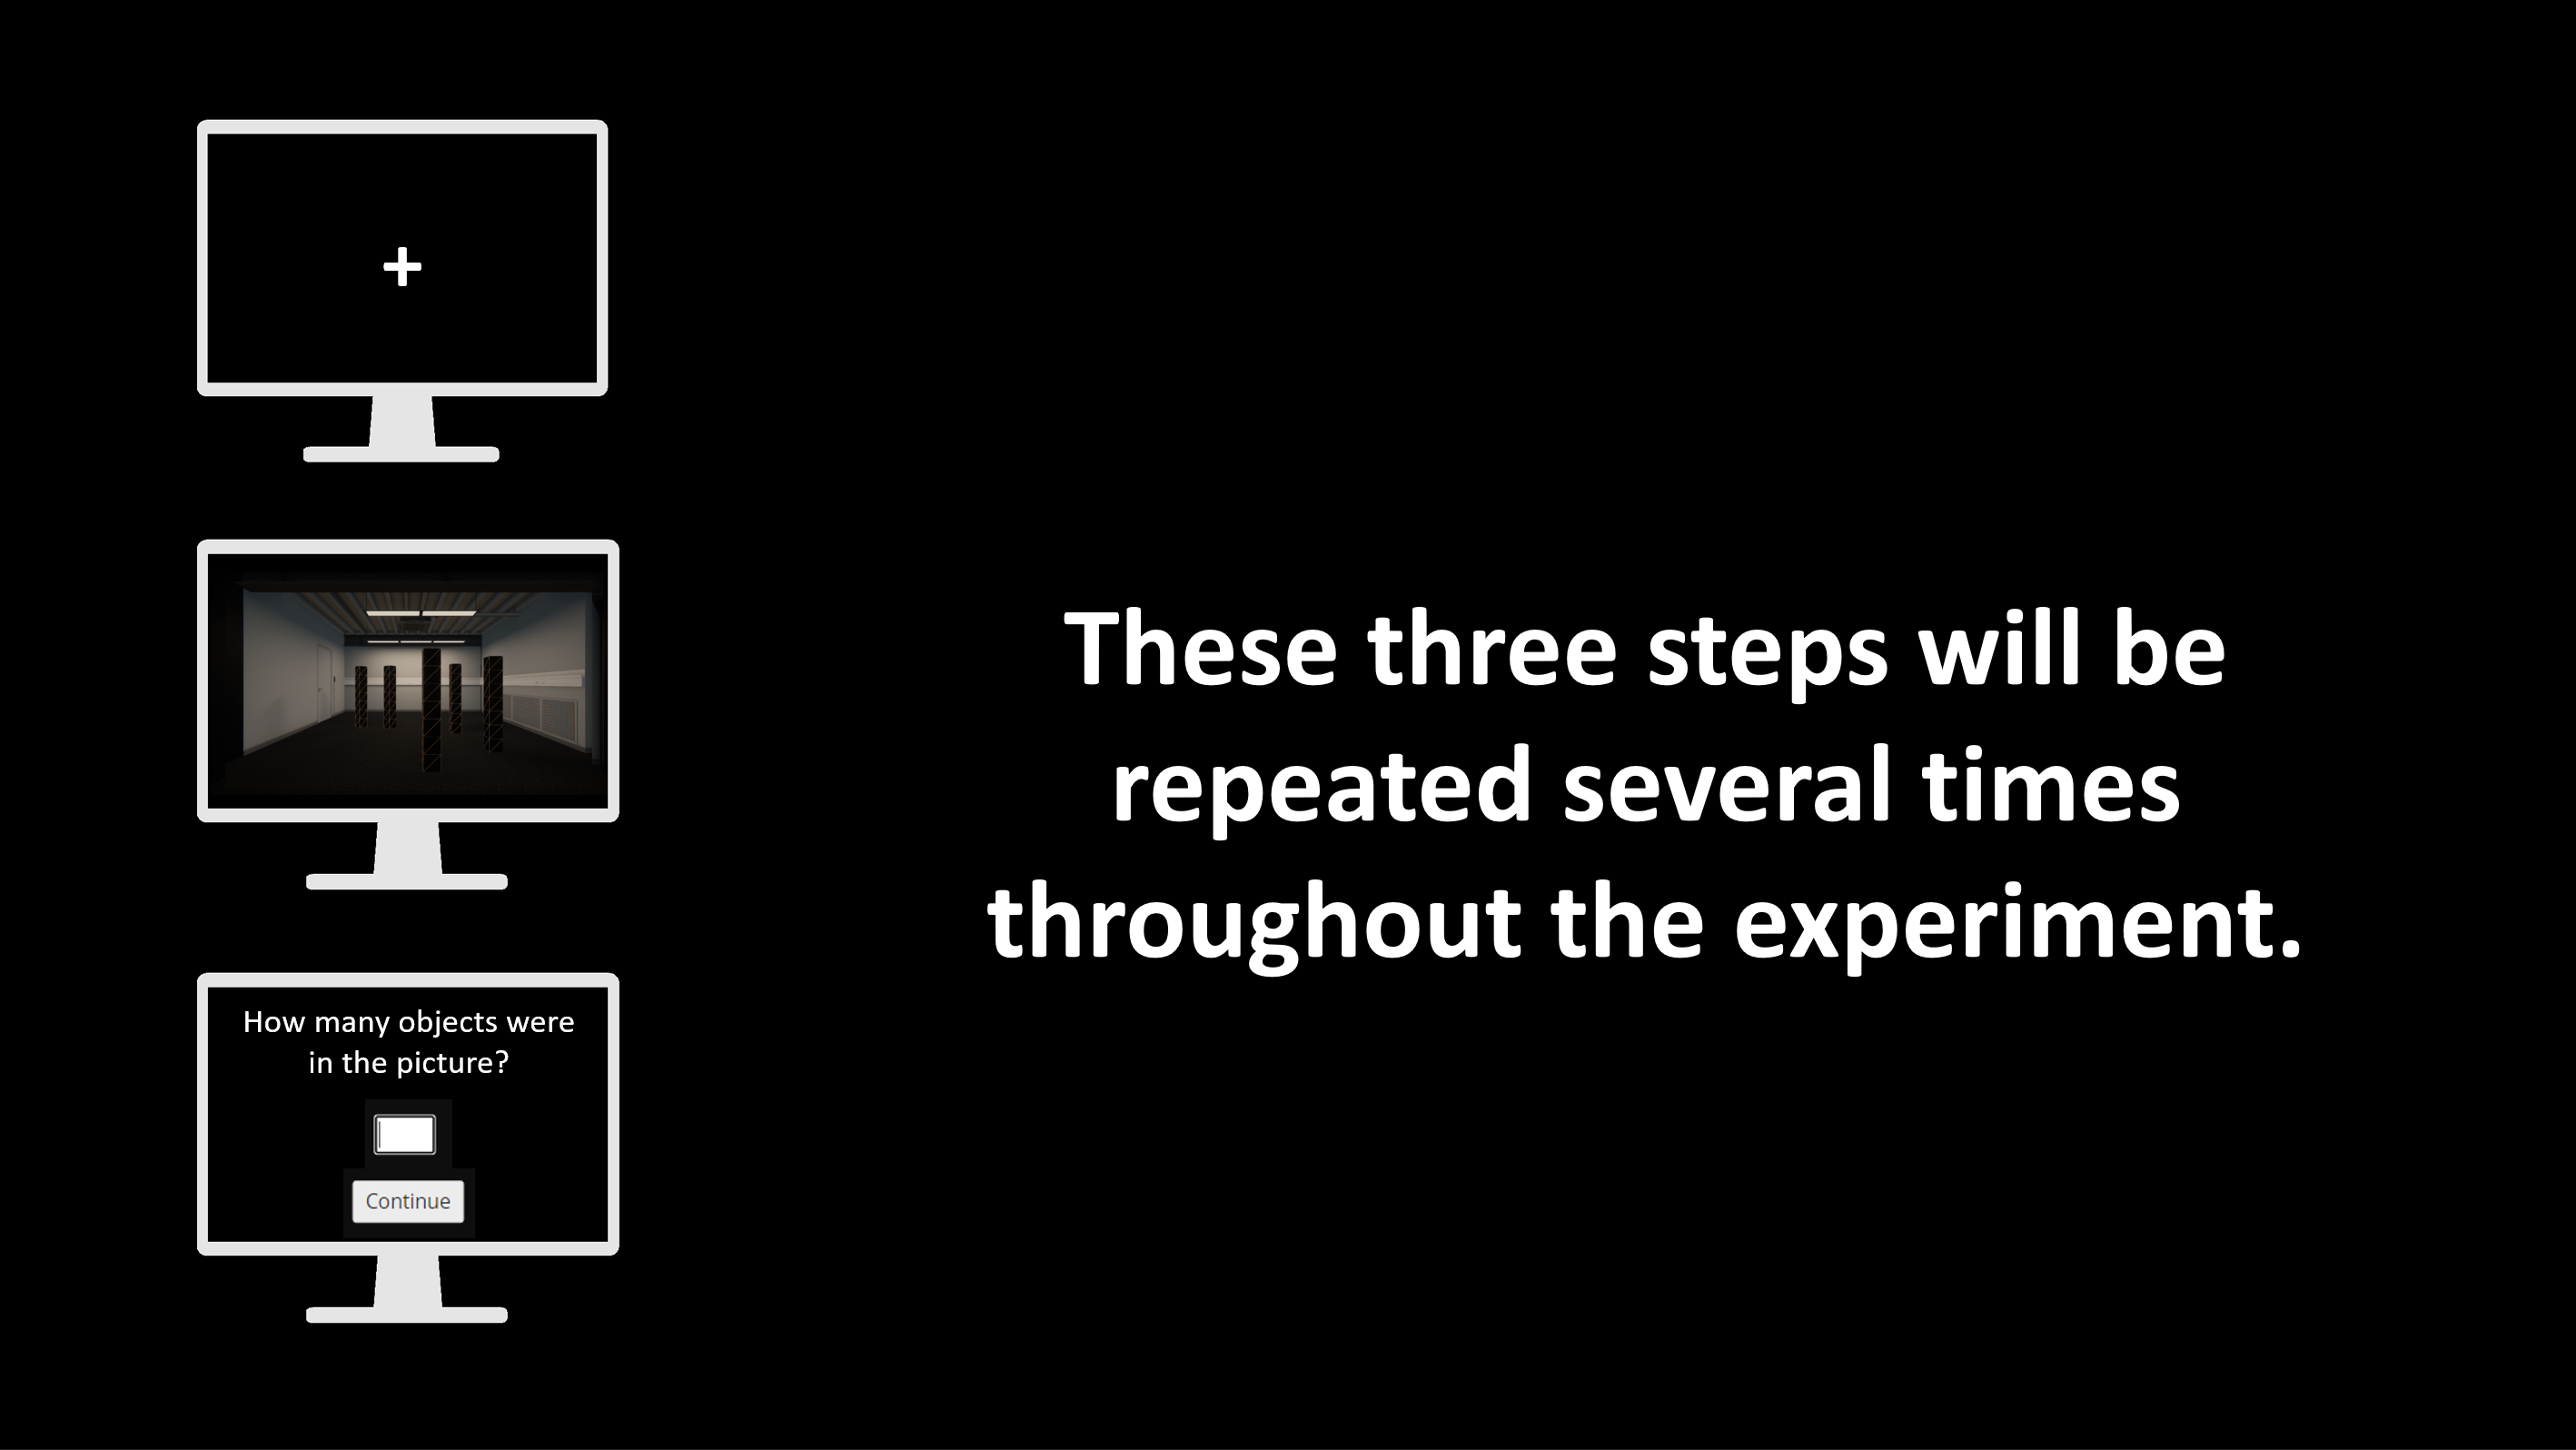 How many objects were
in the picture?
Continue
These three steps will be
repeated several times
throughout the experiment.